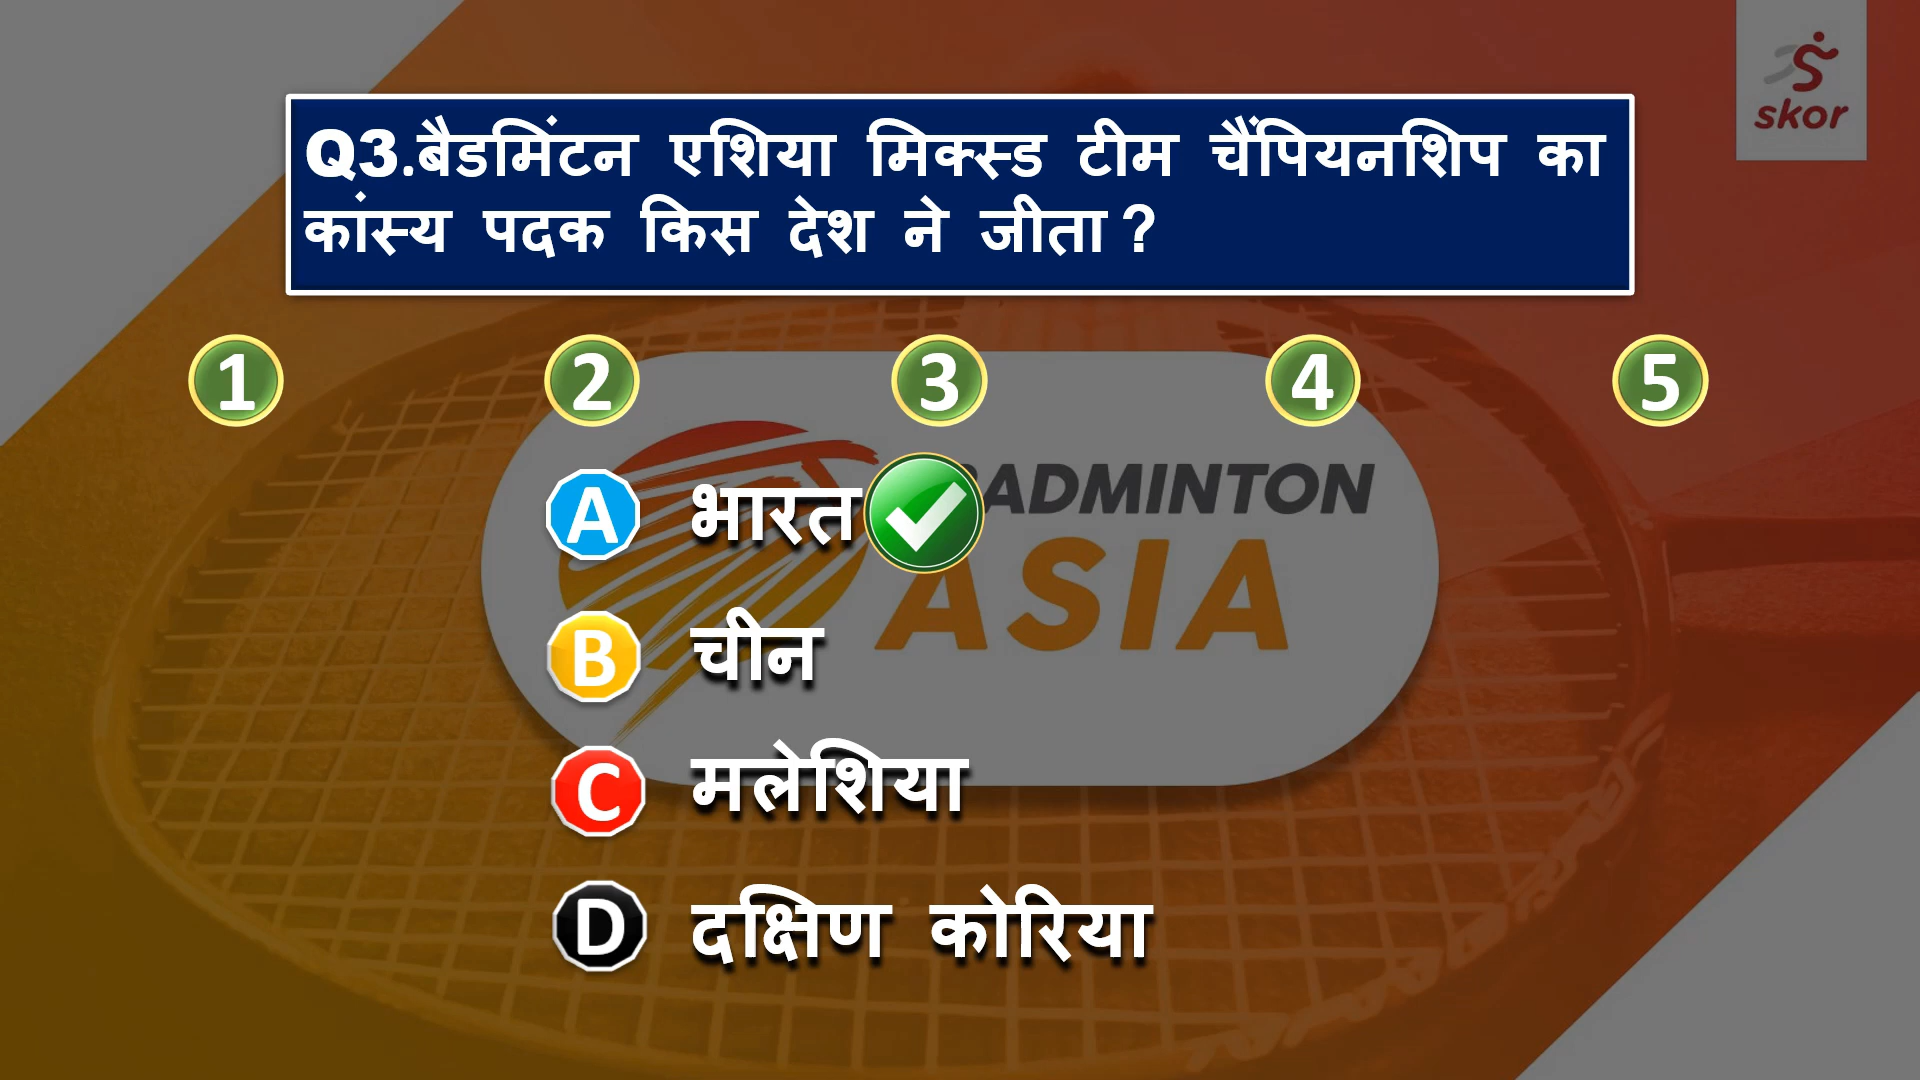 skor
Q3.बैडमिंटन एशिया मिक्स्ड टीम चैंपियनशिप का
कांस्य पदक किस देश ने जीता ?
1 2 3 4 5
A भारत
BADMINTON
ASIA
B चीन
C मलेशिया
D दक्षिण कोरिया